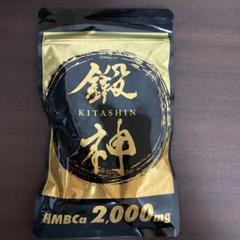 鍛
KITASHIN
神
HMBCa 2,000mg